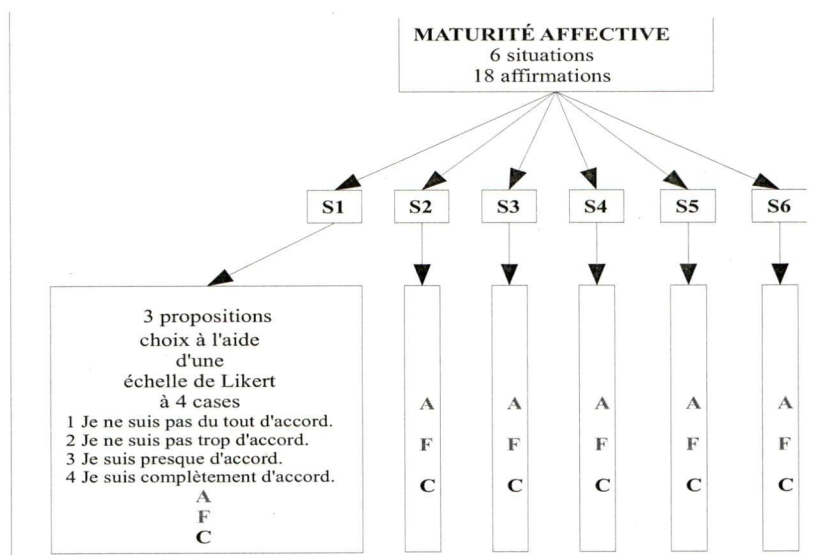 MATURITÉ AFFECTIVE
6 situations
18 affirmations
S1 S2 S3 S4 S5 S6
3 propositions
choix à l'aide
d'une
échelle de Likert
à 4 cases
1 Je ne suis pas du tout d'accord.
2 Je ne suis pas trop d'accord.
3 Je suis presque d'accord.
4 Je suis complètement d'accord.
A
F
C
A
F
C
A
F
C
A
F
C
A
F
C
A
F
C